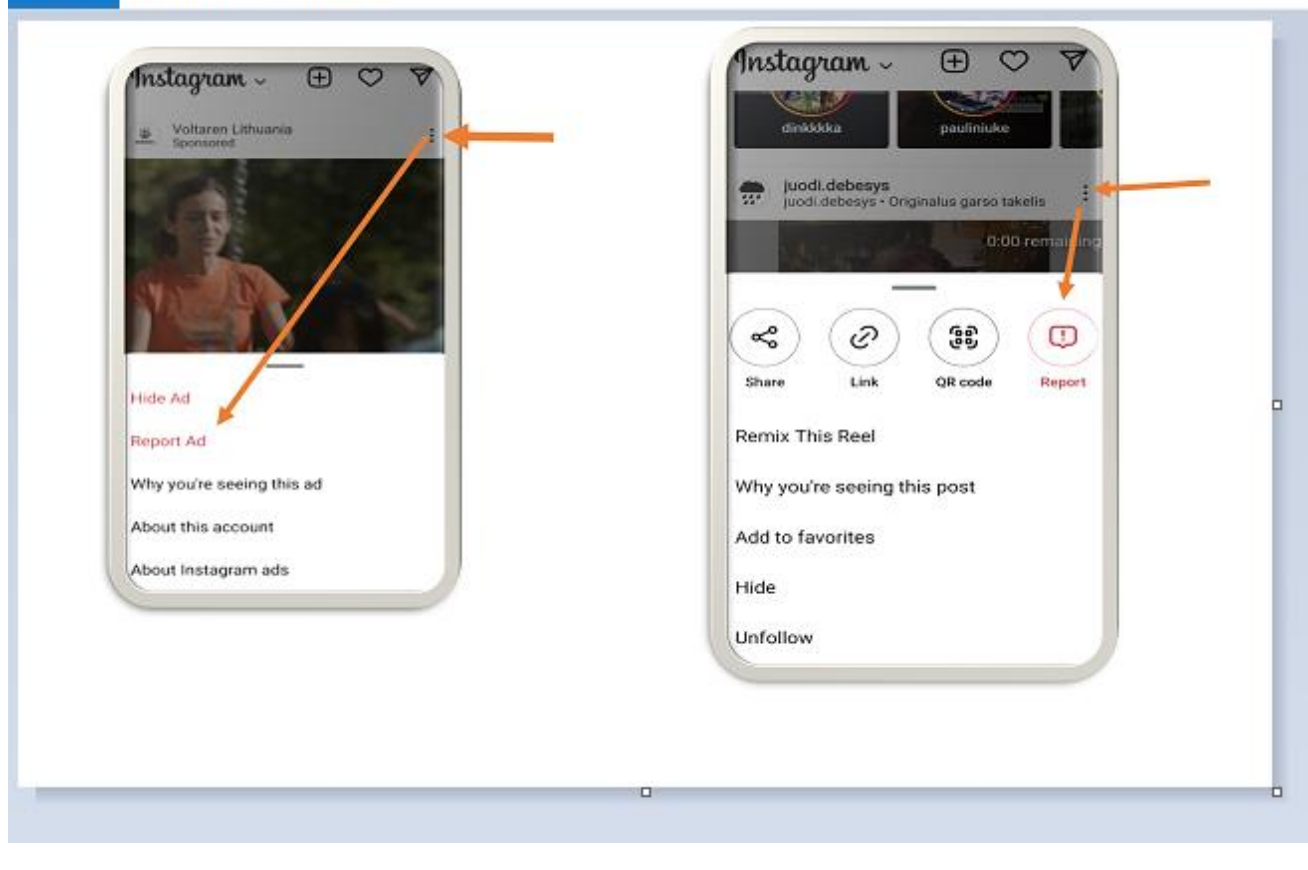 Instagram
Voltaren Lithuania
Sponsored
Hide Ad
Report Ad
Why you're seeing this ad
About this account
About Instagram ads
Instagram
dinkkkka
pauliniuke
juodi.debesys
juodi.debesys • Originalus garso takelis
0:00 remaining
Share
Link
QR code
Report
Remix This Reel
Why you're seeing this post
Add to favorites
Hide
Unfollow